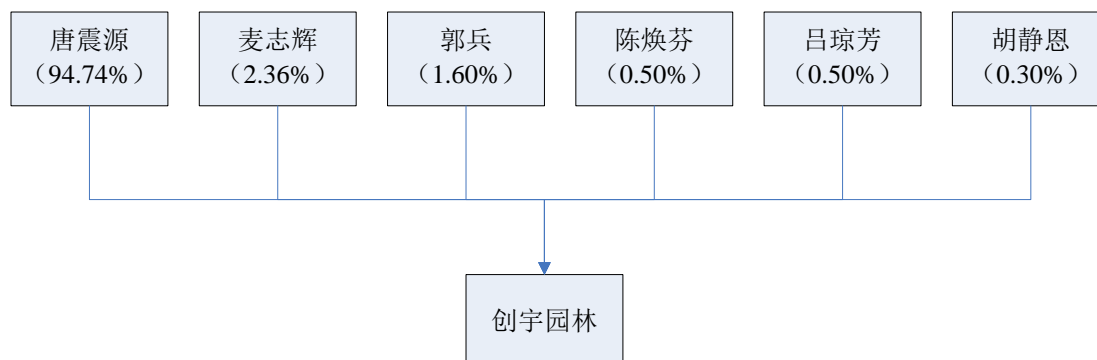 唐震源
（94.74%）
麦志辉
（2.36%）
郭兵
（1.60%）
陈焕芬
（0.50%）
吕琼芳
（0.50%）
胡静恩
（0.30%）
创宇园林